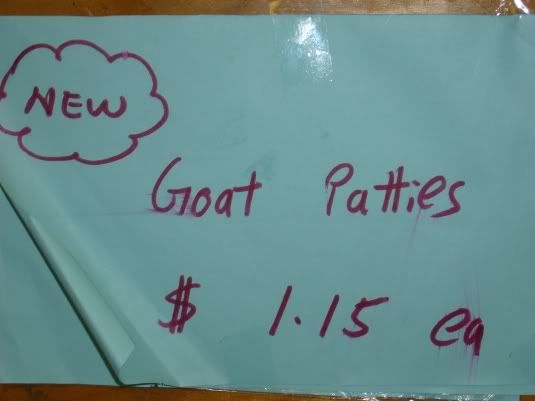 NEW
Goat Patties
$ 1.15 ea